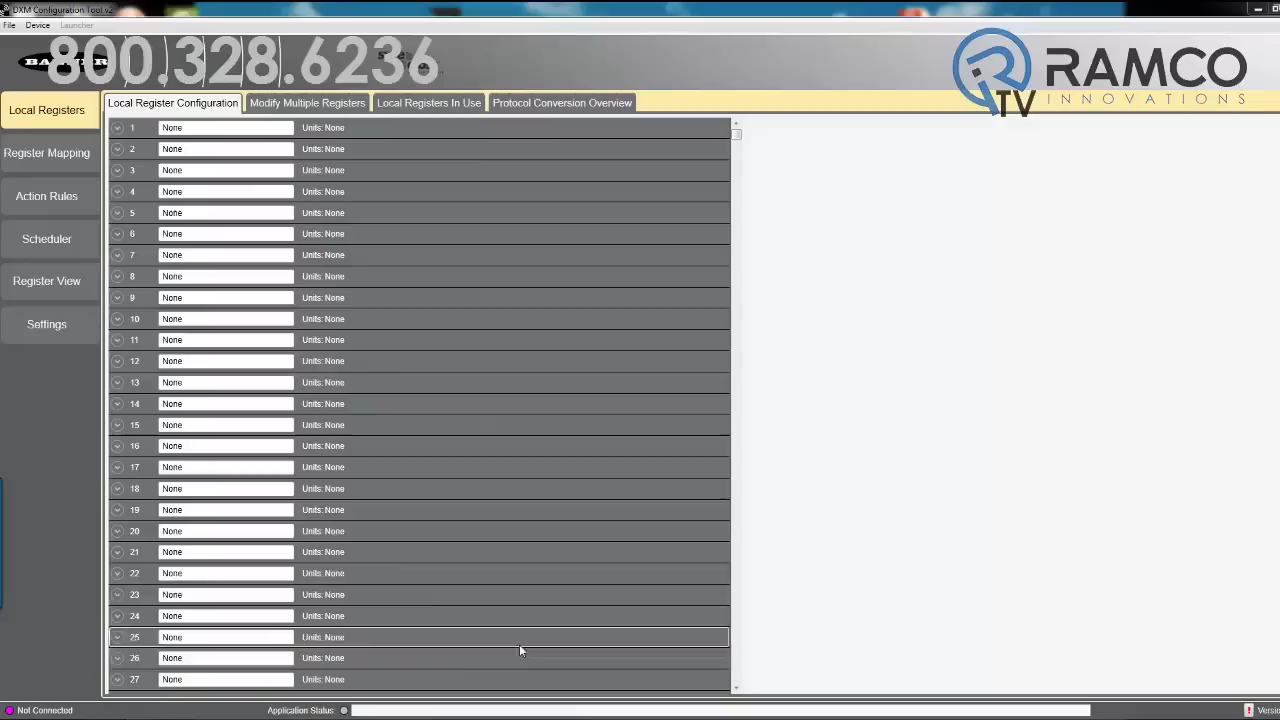 DXM Configuration Tool v2
File Device Launcher
800.328.6236
RAMCO
INNOVATIONS
TV
Local Registers
Register Mapping
Action Rules
Scheduler
Register View
Settings
Local Register Configuration
Modify Multiple Registers
Local Registers In Use
Protocol Conversion Overview
1 None Units: None
2 None Units: None
3 None Units: None
4 None Units: None
5 None Units: None
6 None Units: None
7 None Units: None
8 None Units: None
9 None Units: None
10 None Units: None
11 None Units: None
12 None Units: None
13 None Units: None
14 None Units: None
15 None Units: None
16 None Units: None
17 None Units: None
18 None Units: None
19 None Units: None
20 None Units: None
21 None Units: None
22 None Units: None
23 None Units: None
24 None Units: None
25 None Units: None
26 None Units: None
27 None Units: None
Not Connected
Application Status:
Versio